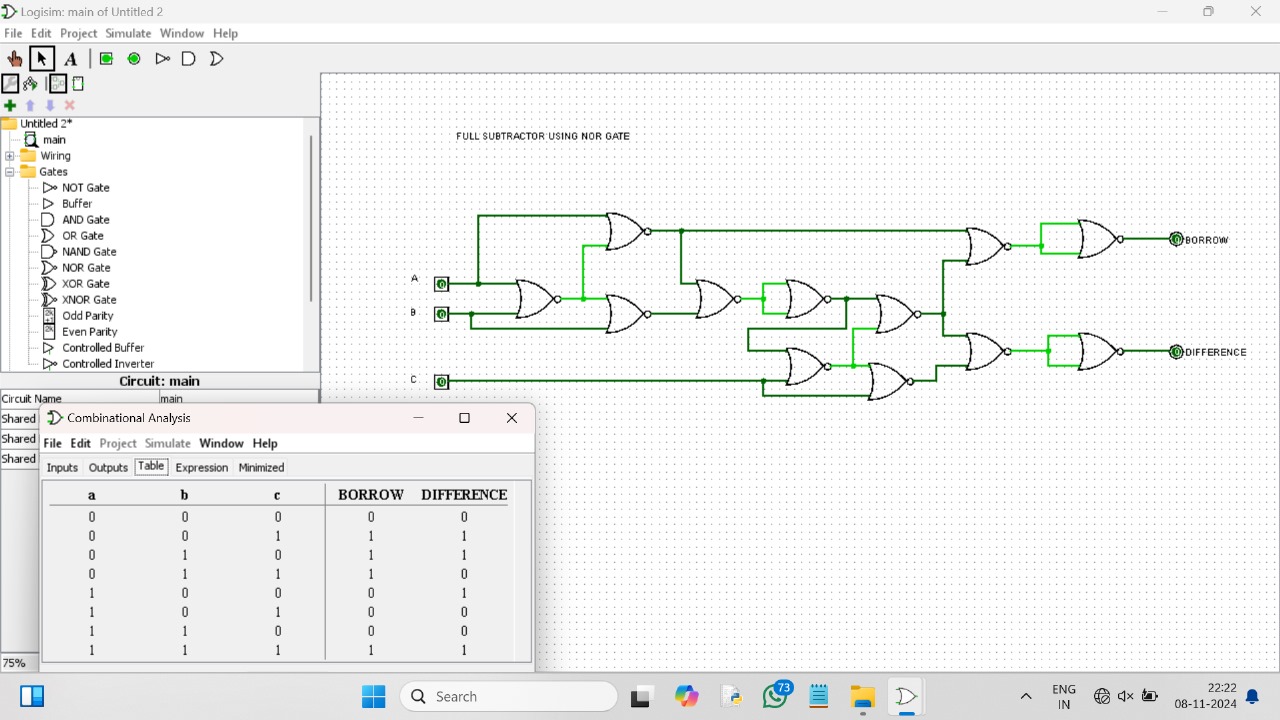 Logisim: main of Untitled 2
File Edit Project Simulate Window Help
A
Untitled 2*
main
Wiring
Gates
NOT Gate
Buffer
AND Gate
OR Gate
NAND Gate
NOR Gate
XOR Gate
XNOR Gate
Odd Parity
Even Parity
Controlled Buffer
Controlled Inverter
Circuit: main
Circuit Name main
Shared
Shared
Shared
75%
FULL SUBTRACTOR USING NOR GATE
A 0
B 0
C 0
0 BORROW
0 DIFFERENCE
Combinational Analysis
File Edit Project Simulate Window Help
Inputs Outputs Table Expression Minimized
a b c BORROW DIFFERENCE
0 0 0 0 0
0 0 1 1 1
0 1 0 1 1
0 1 1 1 0
1 0 0 0 1
1 0 1 0 0
1 1 0 0 0
1 1 1 1 1
Search
73
ENG
IN
22:22
08-11-2024